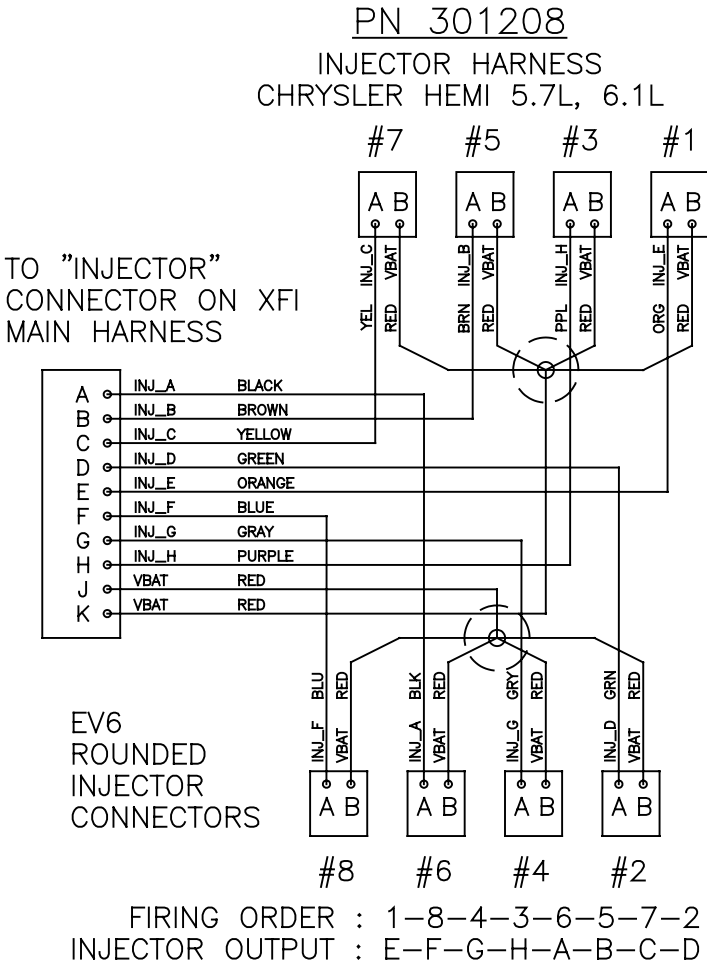 PN 301208
INJECTOR HARNESS
CHRYSLER HEMI 5.7L, 6.1L
#7 #5 #3 #1
A B A B A B A B
YEL INJ_C
RED VBAT
BRN INJ_B
RED VBAT
PPL INJ_H
RED VBAT
ORG INJ_E
RED VBAT
TO "INJECTOR"
CONNECTOR ON XFI
MAIN HARNESS
A INJ_A BLACK
B INJ_B BROWN
C INJ_C YELLOW
D INJ_D GREEN
E INJ_E ORANGE
F INJ_F BLUE
G INJ_G GRAY
H INJ_H PURPLE
J VBAT RED
K VBAT RED
INJ_F BLU
VBAT RED
INJ_A BLK
VBAT RED
INJ_G GRY
VBAT RED
INJ_D GRN
VBAT RED
EV6
ROUNDED
INJECTOR
CONNECTORS
A B A B A B A B
#8 #6 #4 #2
FIRING ORDER : 1-8-4-3-6-5-7-2
INJECTOR OUTPUT : E-F-G-H-A-B-C-D